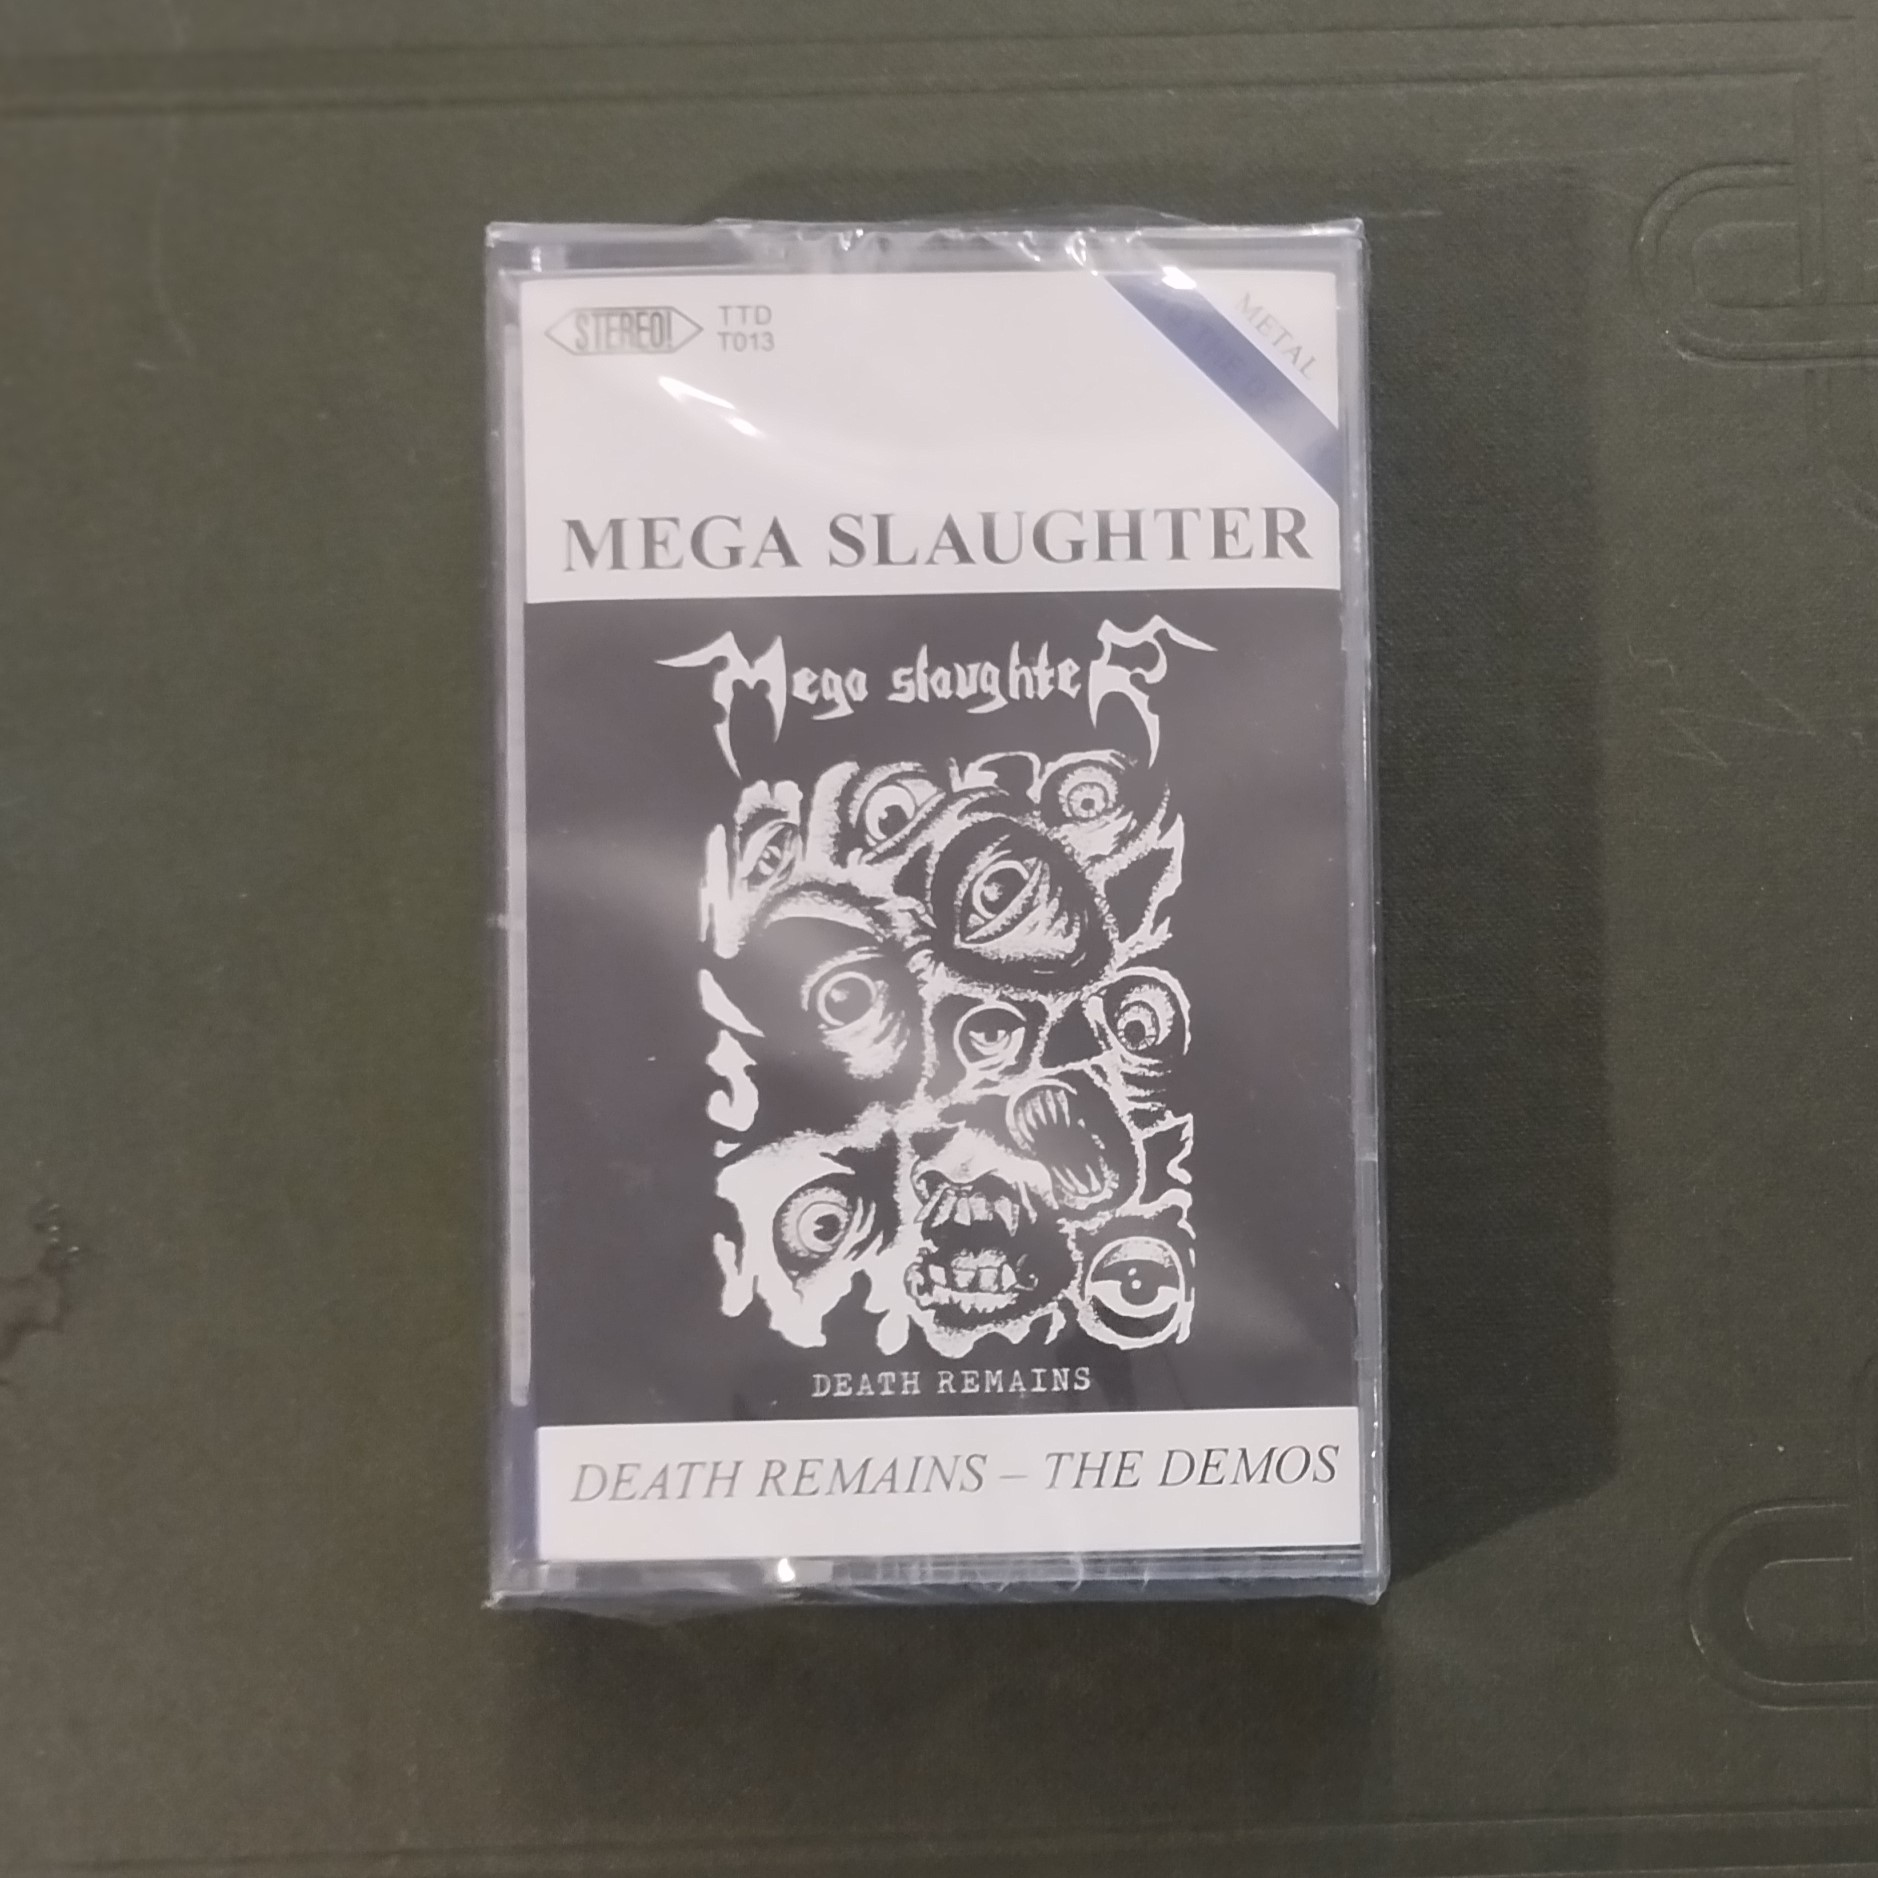 STEREO!
TTD
T013
METAL
MEGA SLAUGHTER
Mega slaughteR
DEATH REMAINS
DEATH REMAINS – THE DEMOS